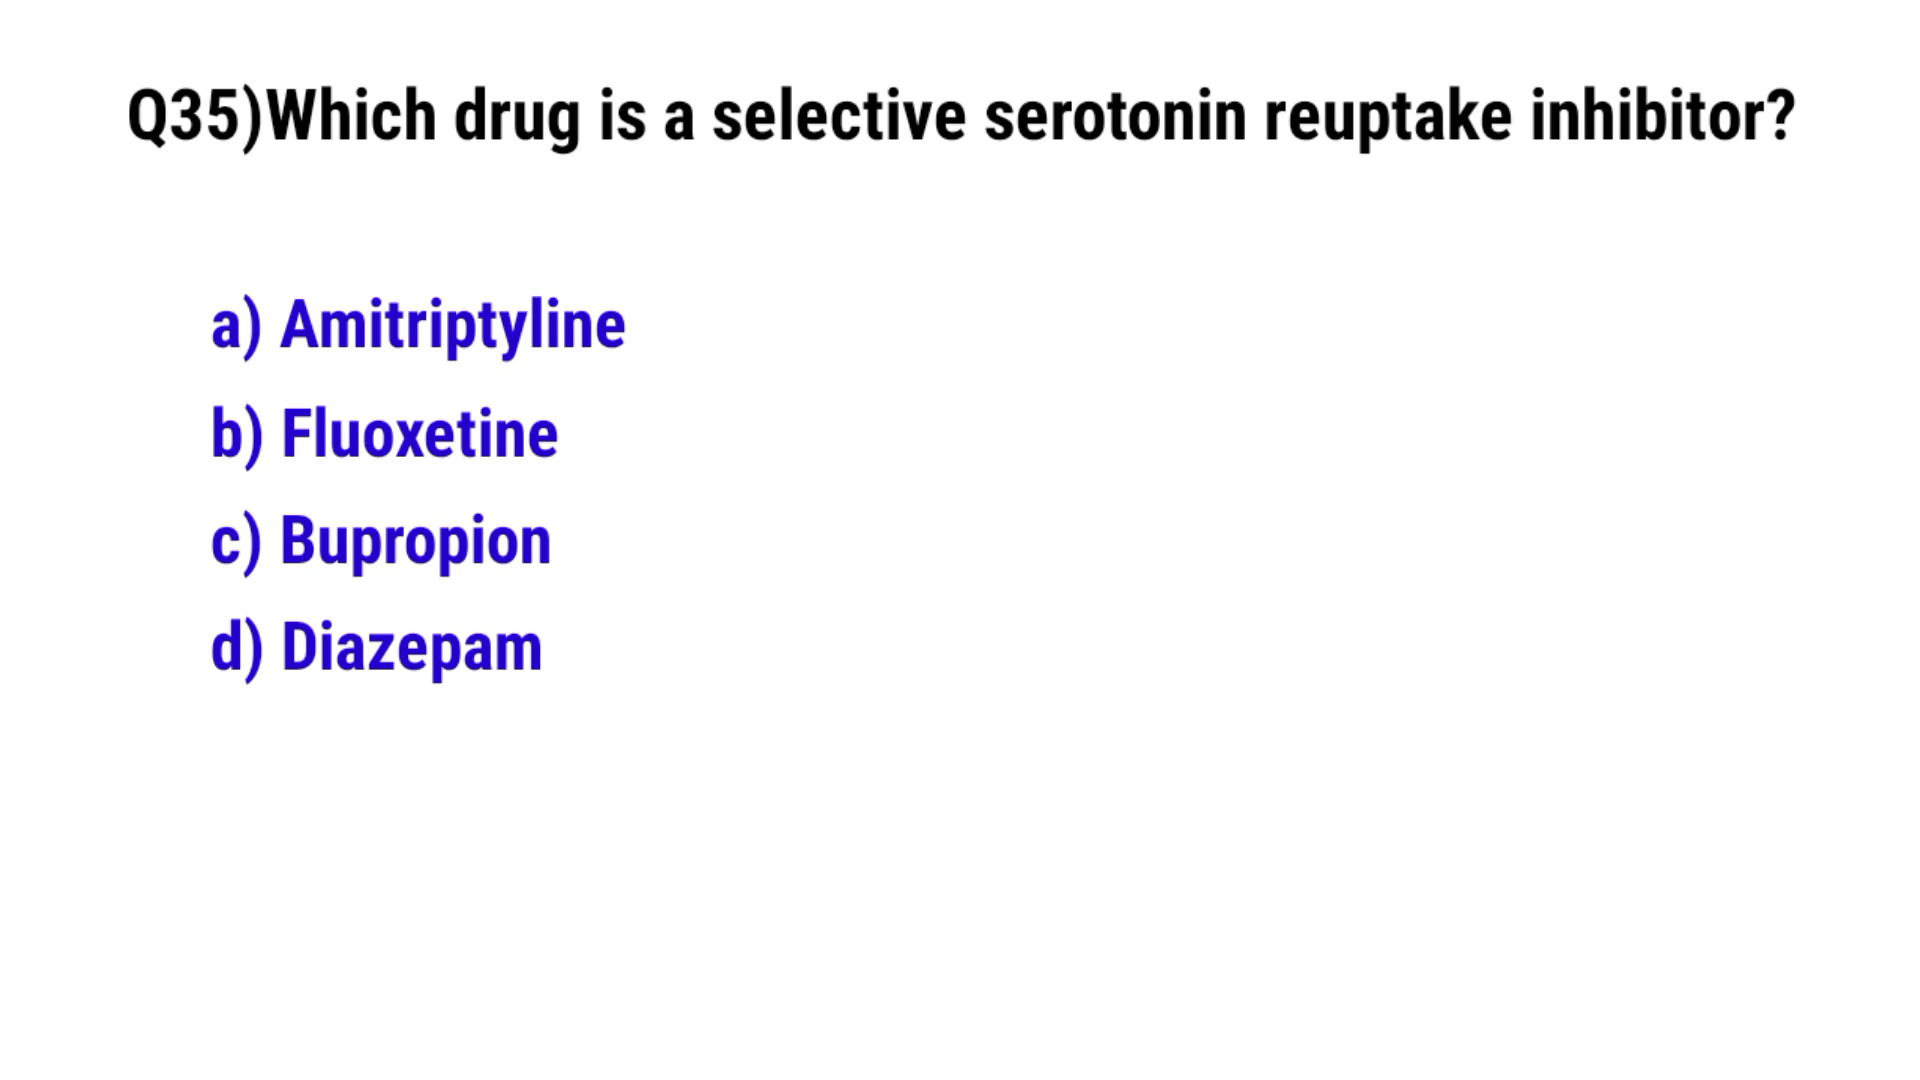 Q35)Which drug is a selective serotonin reuptake inhibitor?
a) Amitriptyline
b) Fluoxetine
c) Bupropion
d) Diazepam